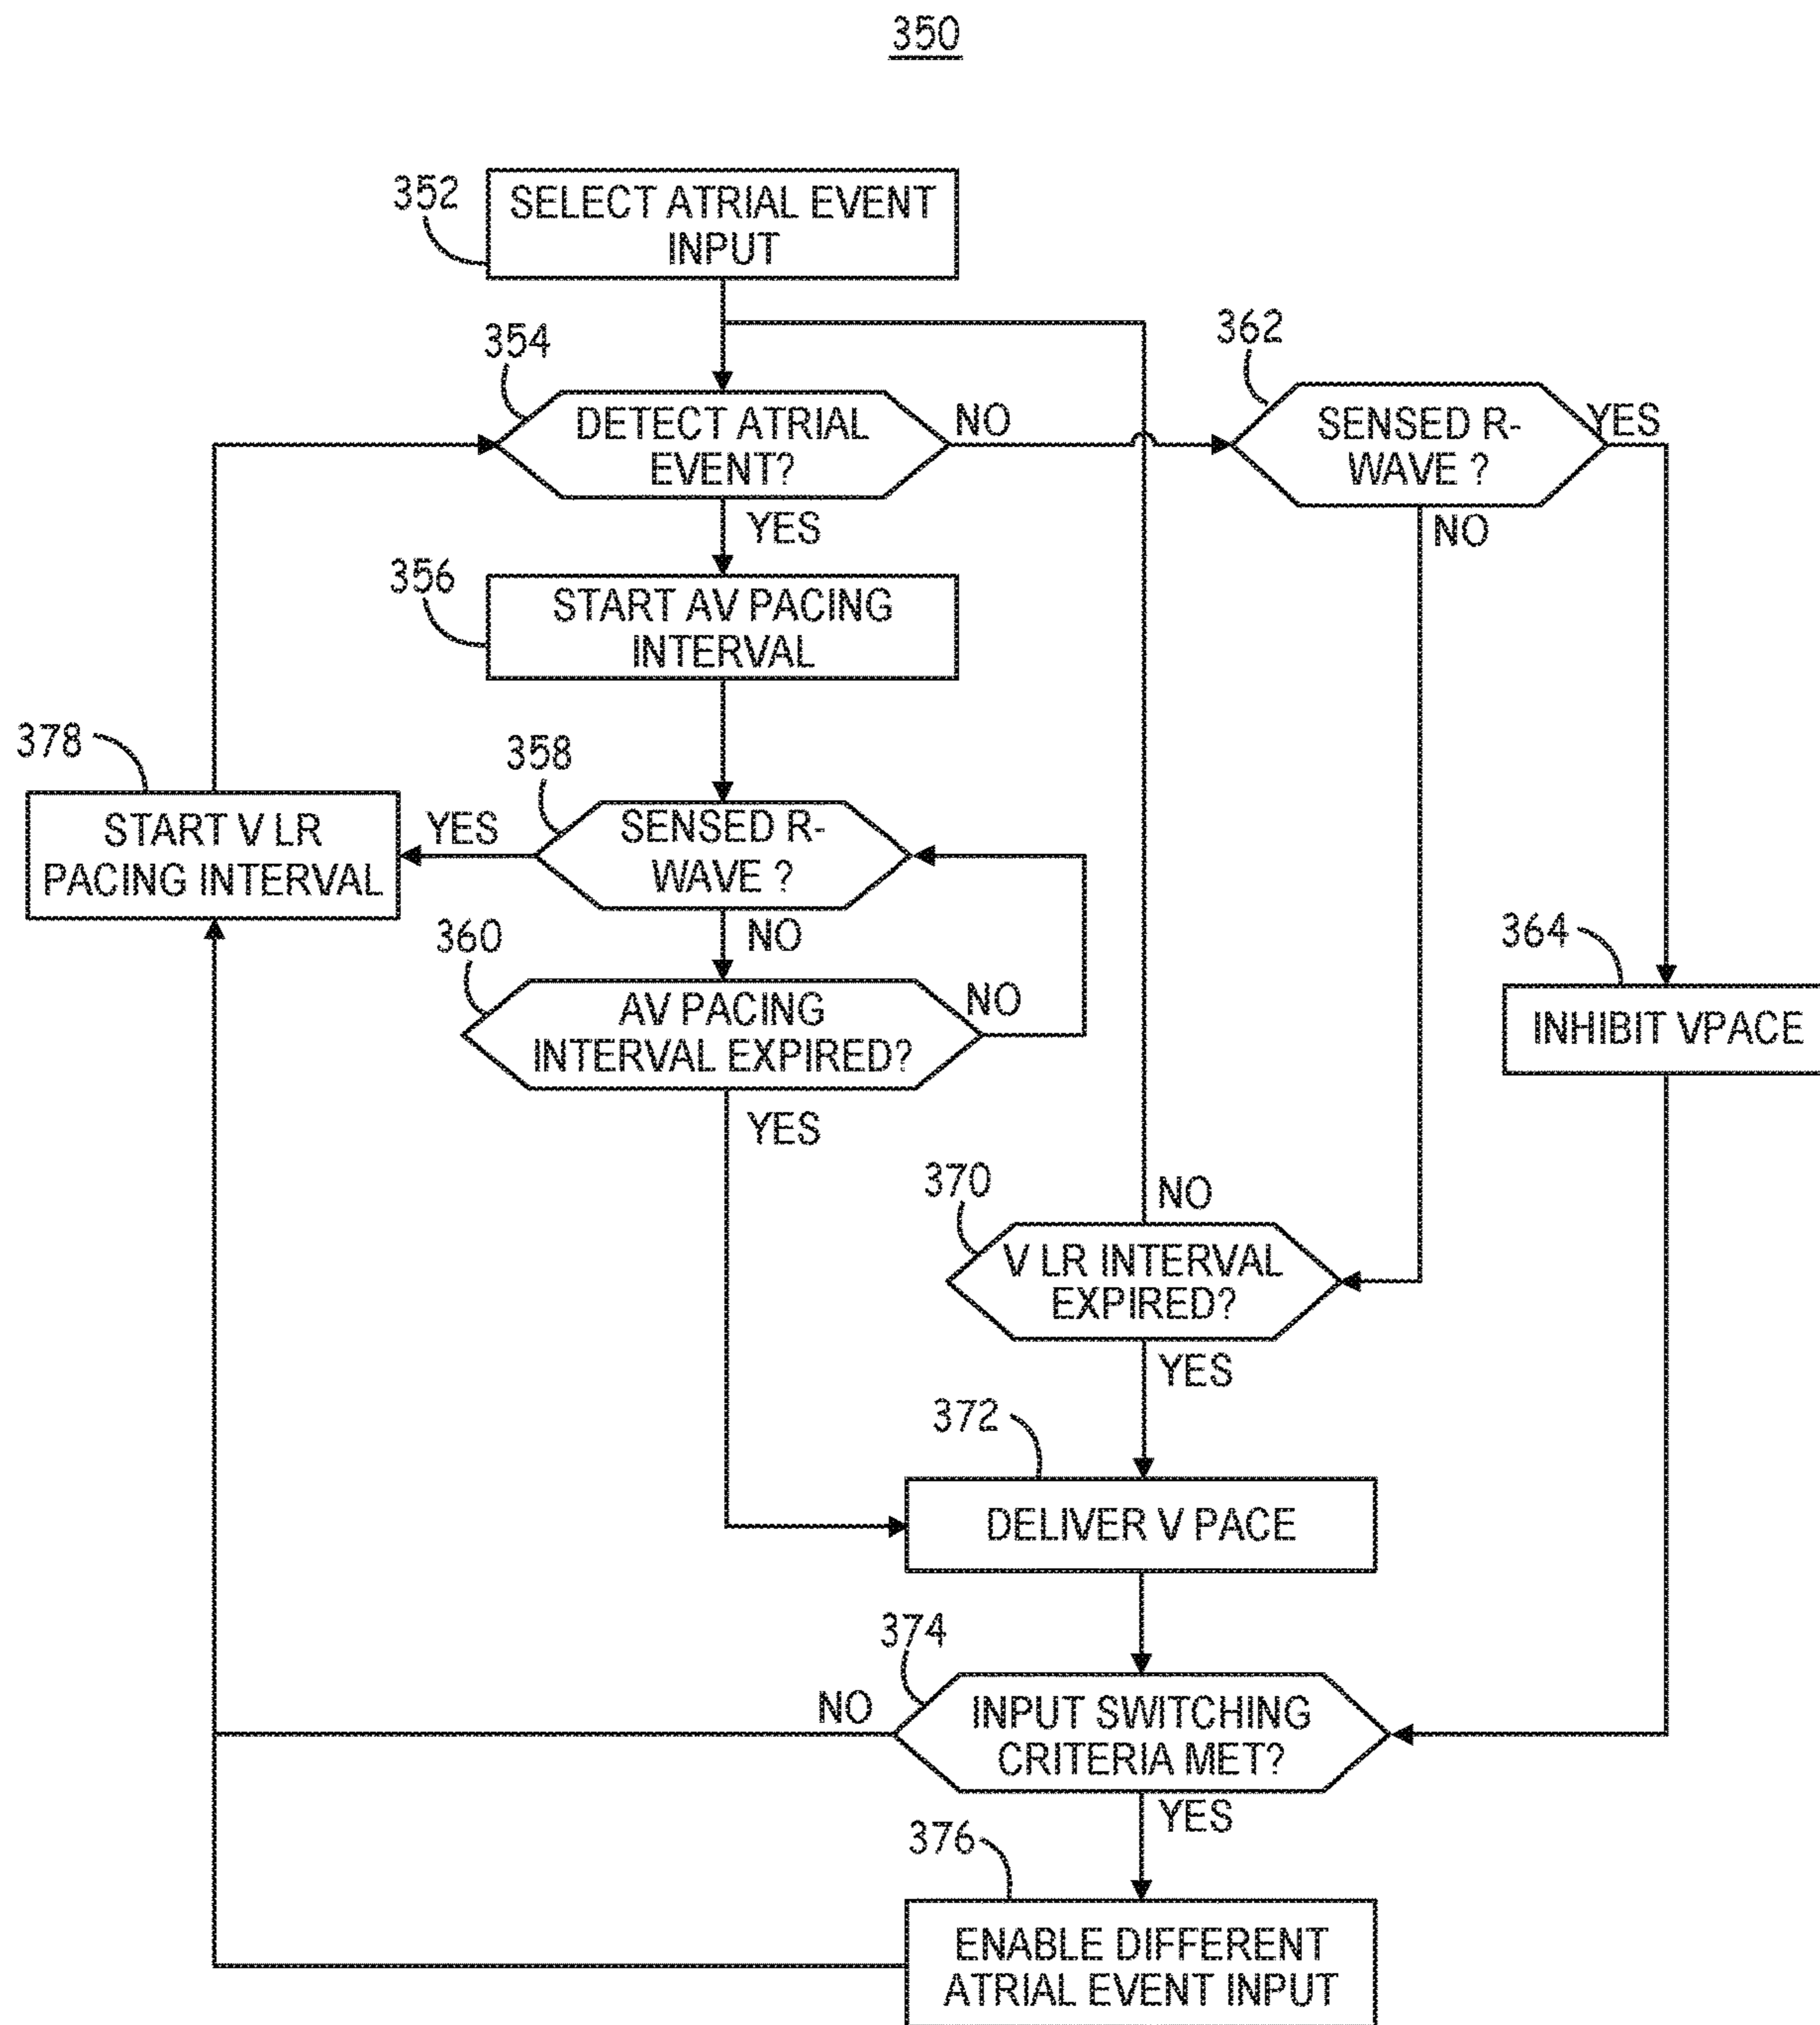 350
352
SELECT ATRIAL EVENT
INPUT
354
DETECT ATRIAL
EVENT?
NO
YES
362
SENSED R-
WAVE ?
YES
NO
356
START AV PACING
INTERVAL
378
START V LR
PACING INTERVAL
358
SENSED R-
WAVE ?
YES
NO
360
AV PACING
INTERVAL EXPIRED?
NO
YES
364
INHIBIT VPACE
370
NO
V LR INTERVAL
EXPIRED?
YES
372
DELIVER V PACE
374
NO
INPUT SWITCHING
CRITERIA MET?
YES
376
ENABLE DIFFERENT
ATRIAL EVENT INPUT